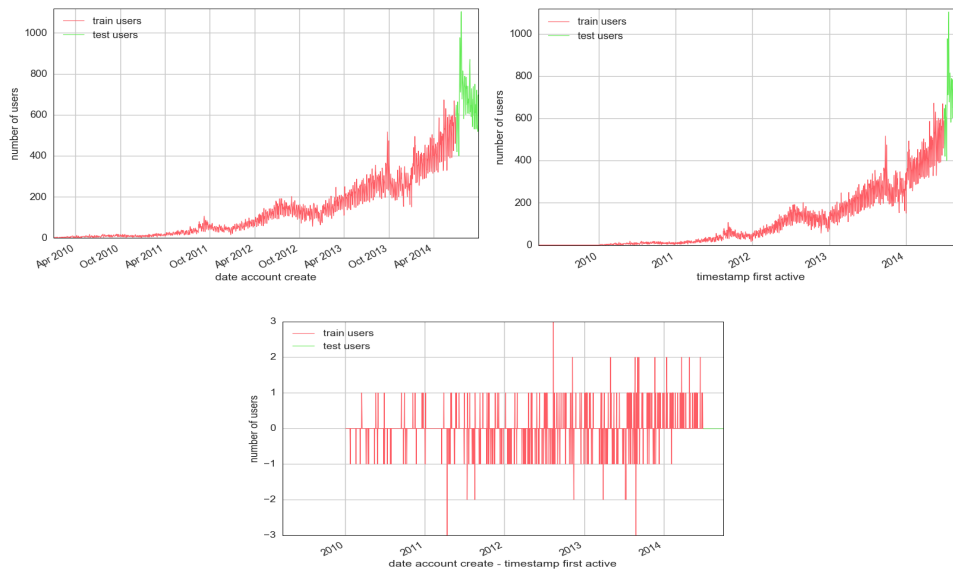 train users
test users
number of users
1000
800
600
400
200
0
Apr 2010
Oct 2010
Apr 2011
Oct 2011
Apr 2012
Oct 2012
Apr 2013
Oct 2013
Apr 2014
date account create
train users
test users
number of users
1000
800
600
400
200
0
2010
2011
2012
2013
2014
timestamp first active
train users
test users
number of users
3
2
1
0
−1
−2
−3
2010
2011
2012
2013
2014
date account create - timestamp first active